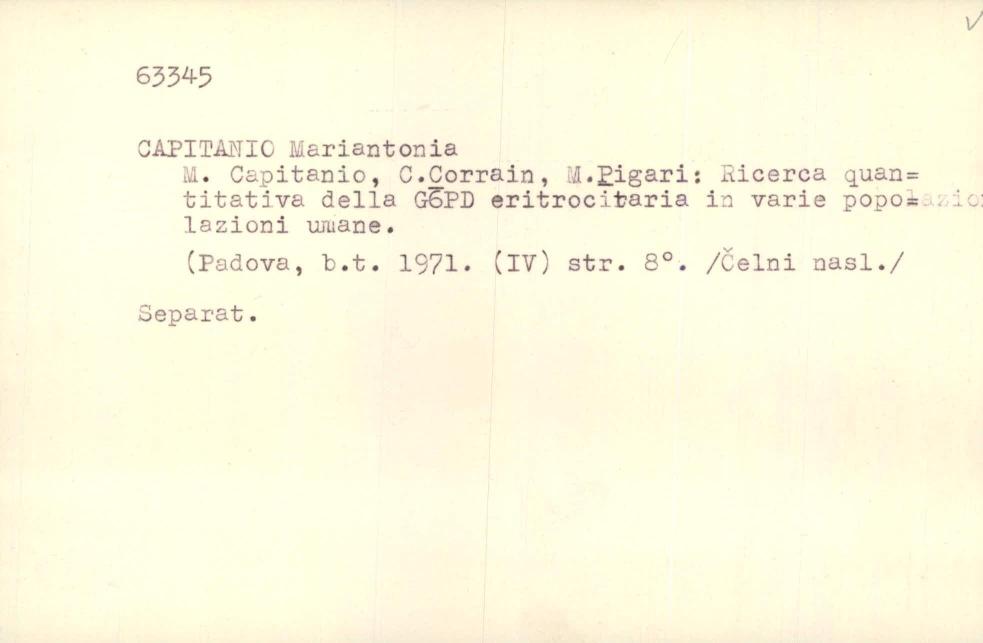 63345
CAPITANIO Mariantonia
M. Capitanio, C.Corrain, M.Pigari: Ricerca quan=
titativa della G6PD eritrocitaria in varie popo=
lazioni umane.
(Padova, b.t. 1971. (IV) str. 8°. /Čelni nasl./
Separat.